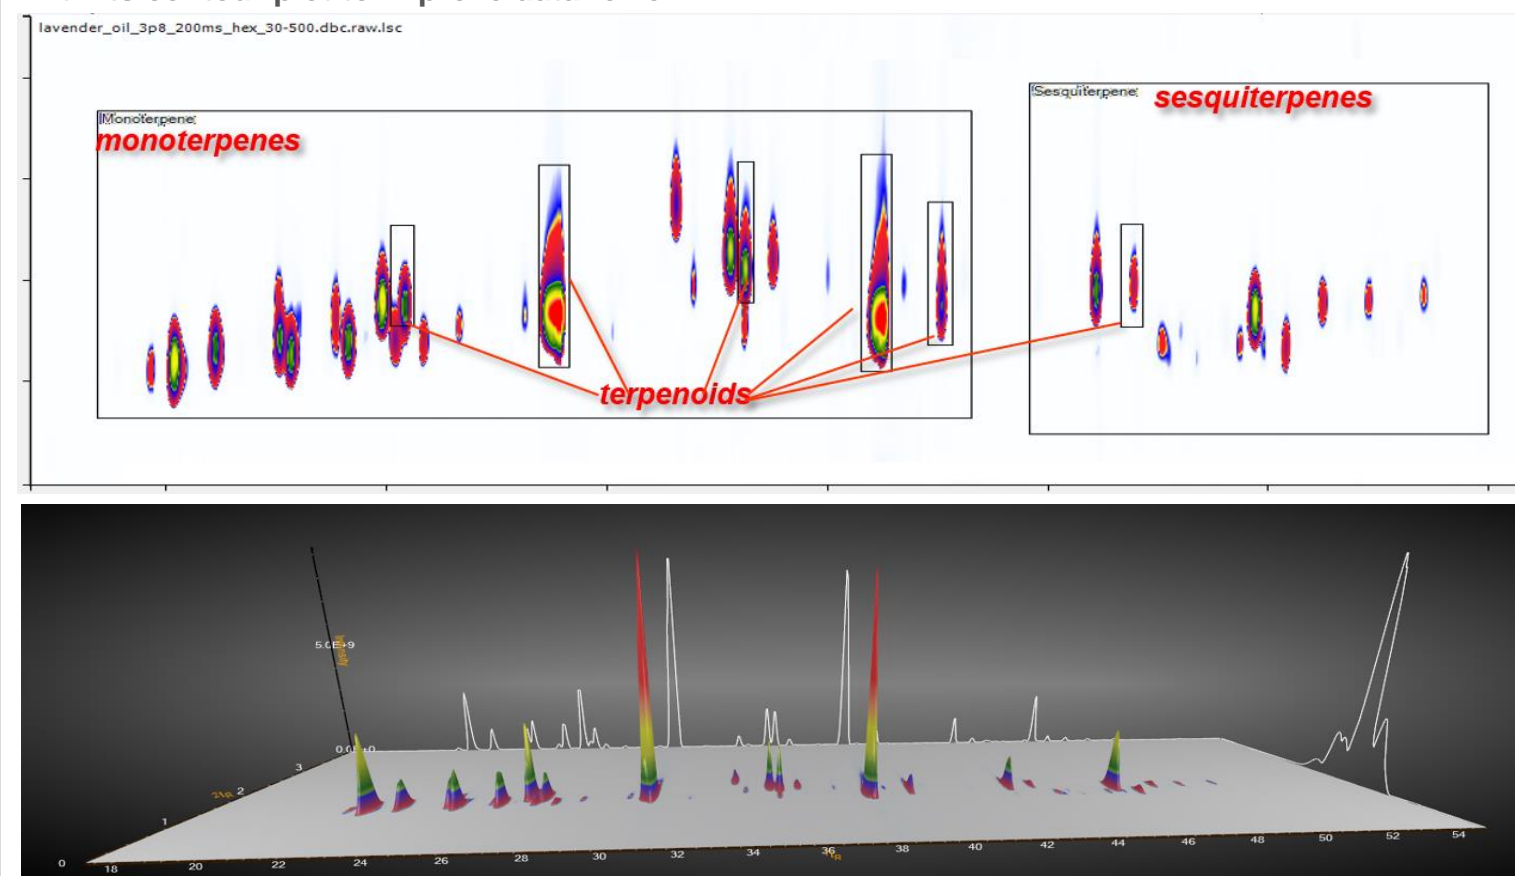 lavender_oil_3p8_200ms_hex_30-500.dbc.raw.lsc
Monoterpene
monoterpenes
Sesquiterpene
sesquiterpenes
terpenoids
5.0E+9
Intensity
0.0E+0
3
2
1
0
18
20
22
24
26
28
30
32
34
36
38
40
42
44
46
48
50
52
54